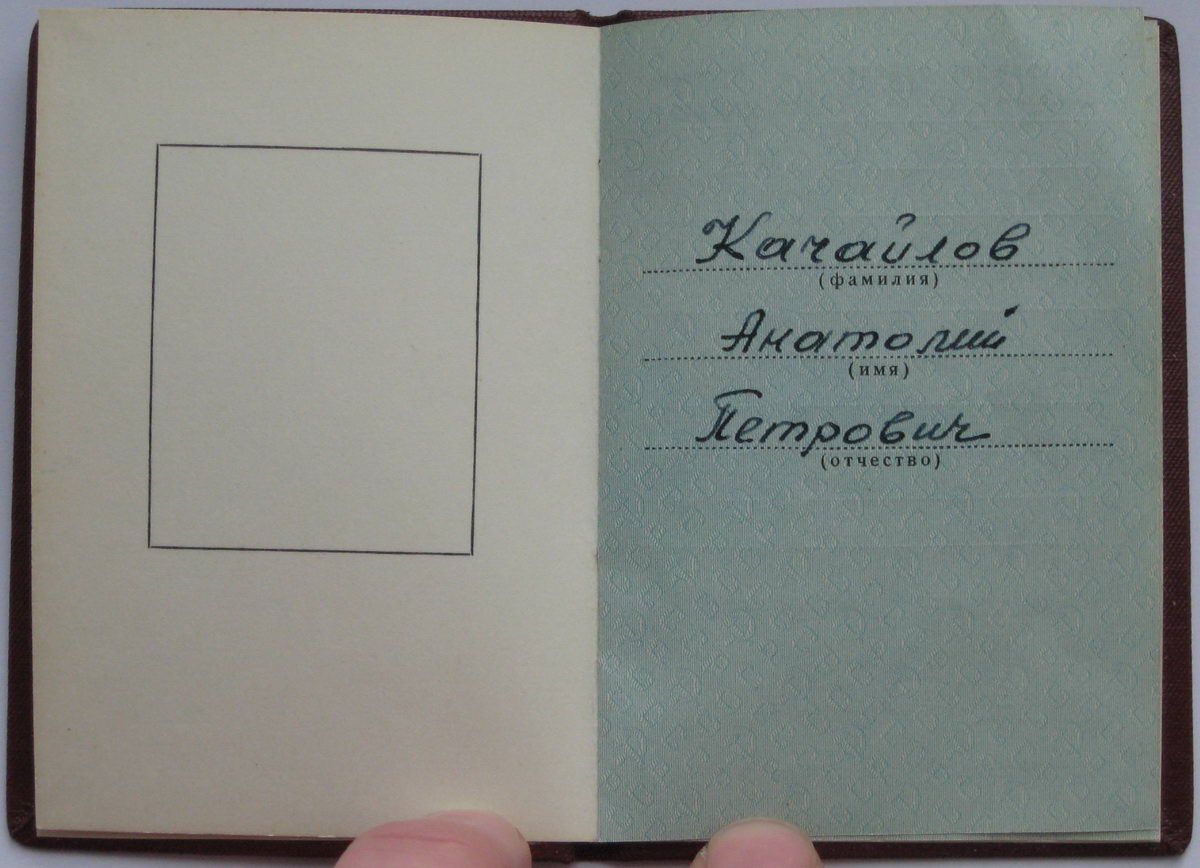 Качайлов
(фамилия)
Анатолий
(имя)
Петрович
(отчество)